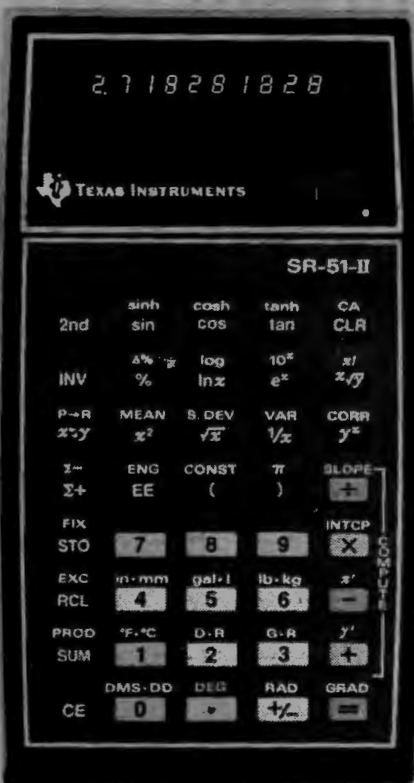 2.718281828
TEXAS INSTRUMENTS
SR-51-II
sinh cosh tanh CA
2nd sin cos tan CLR
Δ% log 10ˣ x!
INV % lnx eˣ ˣ√y
P→R MEAN S. DEV VAR CORR
x⇄y x² √x 1/x yˣ
Σ− ENG CONST π SLOPE
Σ+ EE ( ) ÷
FIX INTCP
STO 7 8 9 ×
EXC in-mm gal-l lb-kg x'
RCL 4 5 6 −
PROD °F-°C D-R G-R y'
SUM 1 2 3 +
DMS-DD DEG RAD GRAD
CE 0 . +/− =
COMPUTE